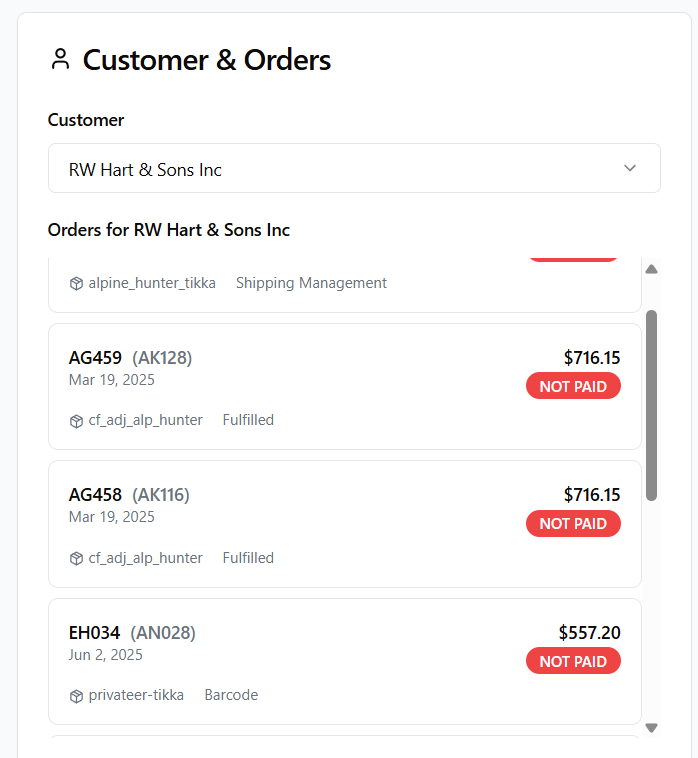 Customer & Orders
Customer
RW Hart & Sons Inc
Orders for RW Hart & Sons Inc
alpine_hunter_tikka Shipping Management
AG459 (AK128) $716.15
Mar 19, 2025 NOT PAID
cf_adj_alp_hunter Fulfilled
AG458 (AK116) $716.15
Mar 19, 2025 NOT PAID
cf_adj_alp_hunter Fulfilled
EH034 (AN028) $557.20
Jun 2, 2025 NOT PAID
privateer-tikka Barcode